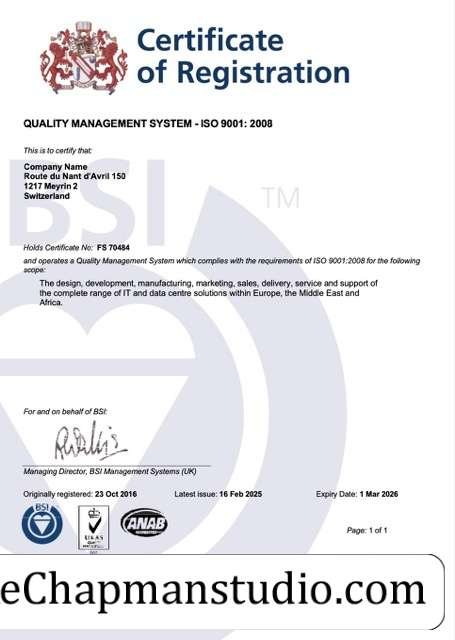 Certificate
of Registration
QUALITY MANAGEMENT SYSTEM - ISO 9001: 2008
This is to certify that:
Company Name
Route du Nant d'Avril 150
1217 Meyrin 2
Switzerland
BSI
TM
Holds Certificate No: FS 70484
and operates a Quality Management System which complies with the requirements of ISO 9001:2008 for the following
scope:
The design, development, manufacturing, marketing, sales, delivery, service and support of
the complete range of IT and data centre solutions within Europe, the Middle East and
Africa.
For and on behalf of BSI:
Managing Director, BSI Management Systems (UK)
Originally registered: 23 Oct 2016 Latest issue: 16 Feb 2025 Expiry Date: 1 Mar 2026
BSI
UKAS
ANAB
ACCREDITED
Page: 1 of 1
eChapmanstudio.com